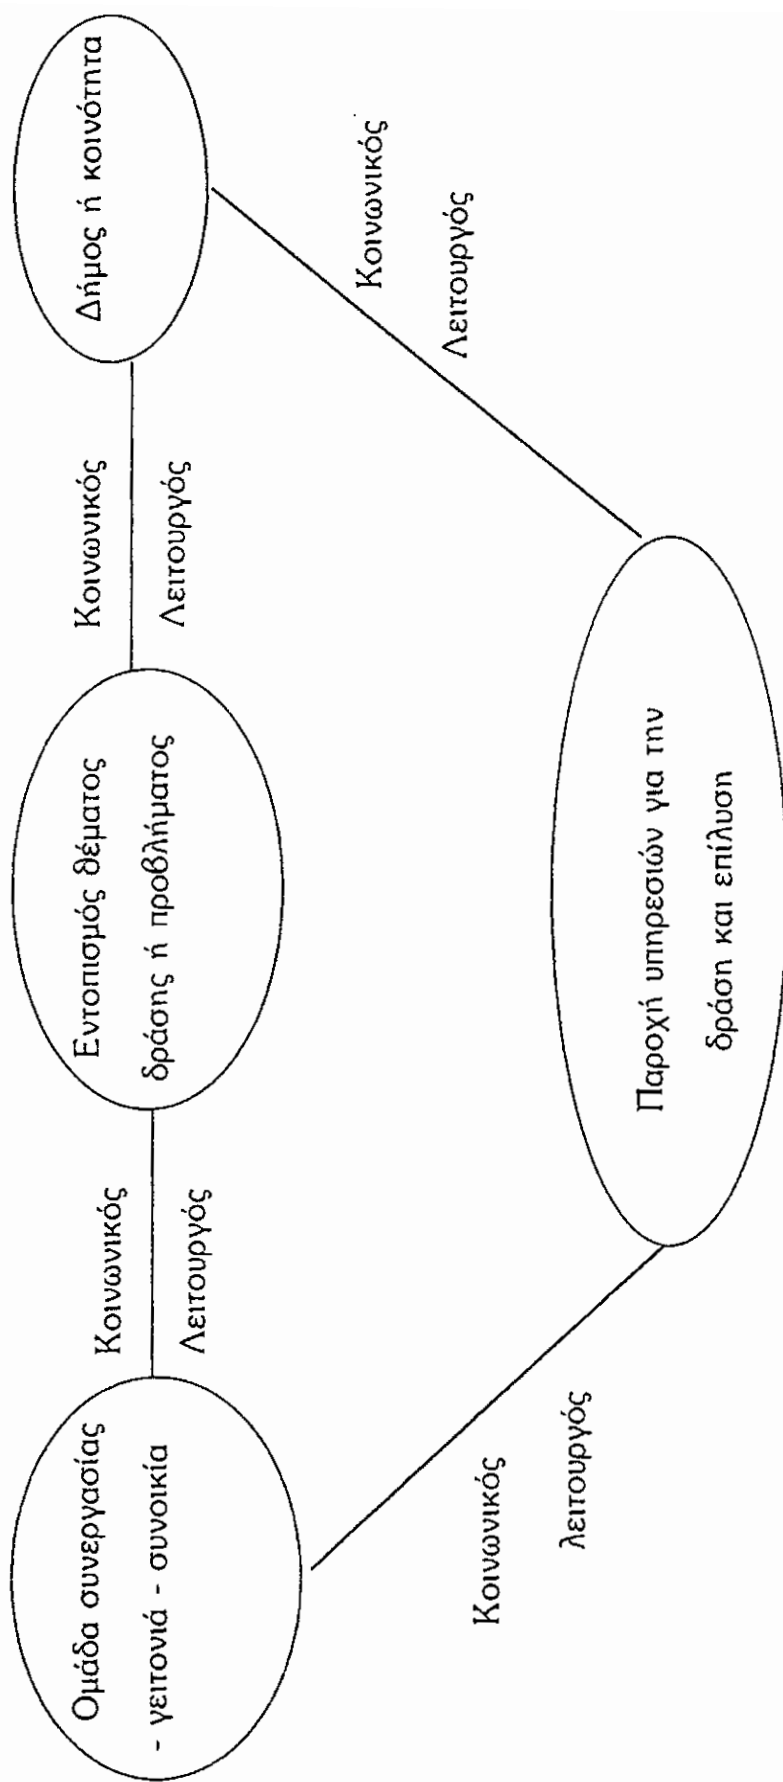 Ομάδα συνεργασίας
- γειτονιά - συνοικία
Κοινωνικός
Λειτουργός
Εντοπισμός θέματος
δράσης ή προβλήματος
Κοινωνικός
Λειτουργός
Δήμος ή κοινότητα
Κοινωνικός
λειτουργός
Παροχή υπηρεσιών για την
δράση και επίλυση
Κοινωνικός
Λειτουργός